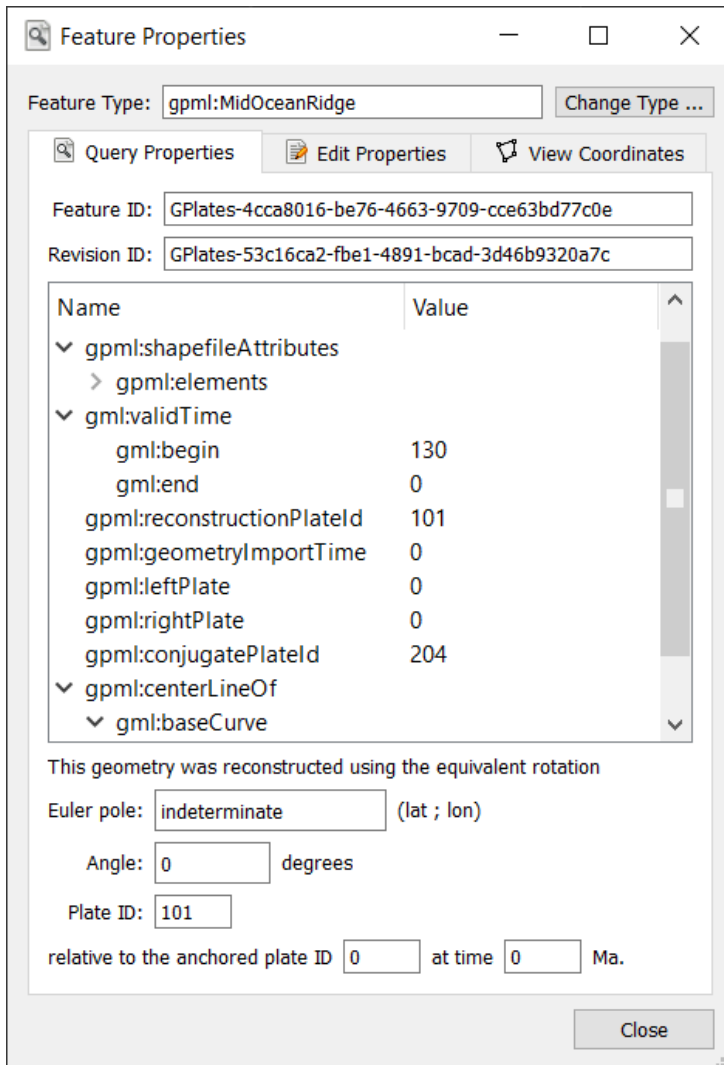 Feature Properties
Feature Type: gpml:MidOceanRidge Change Type ...
Query Properties Edit Properties View Coordinates
Feature ID: GPlates-4cca8016-be76-4663-9709-cce63bd77c0e
Revision ID: GPlates-53c16ca2-fbe1-4891-bcad-3d46b9320a7c
Name Value
gpml:shapefileAttributes
gpml:elements
gml:validTime
gml:begin 130
gml:end 0
gpml:reconstructionPlateId 101
gpml:geometryImportTime 0
gpml:leftPlate 0
gpml:rightPlate 0
gpml:conjugatePlateId 204
gpml:centerLineOf
gml:baseCurve
This geometry was reconstructed using the equivalent rotation
Euler pole: indeterminate (lat ; lon)
Angle: 0 degrees
Plate ID: 101
relative to the anchored plate ID 0 at time 0 Ma.
Close